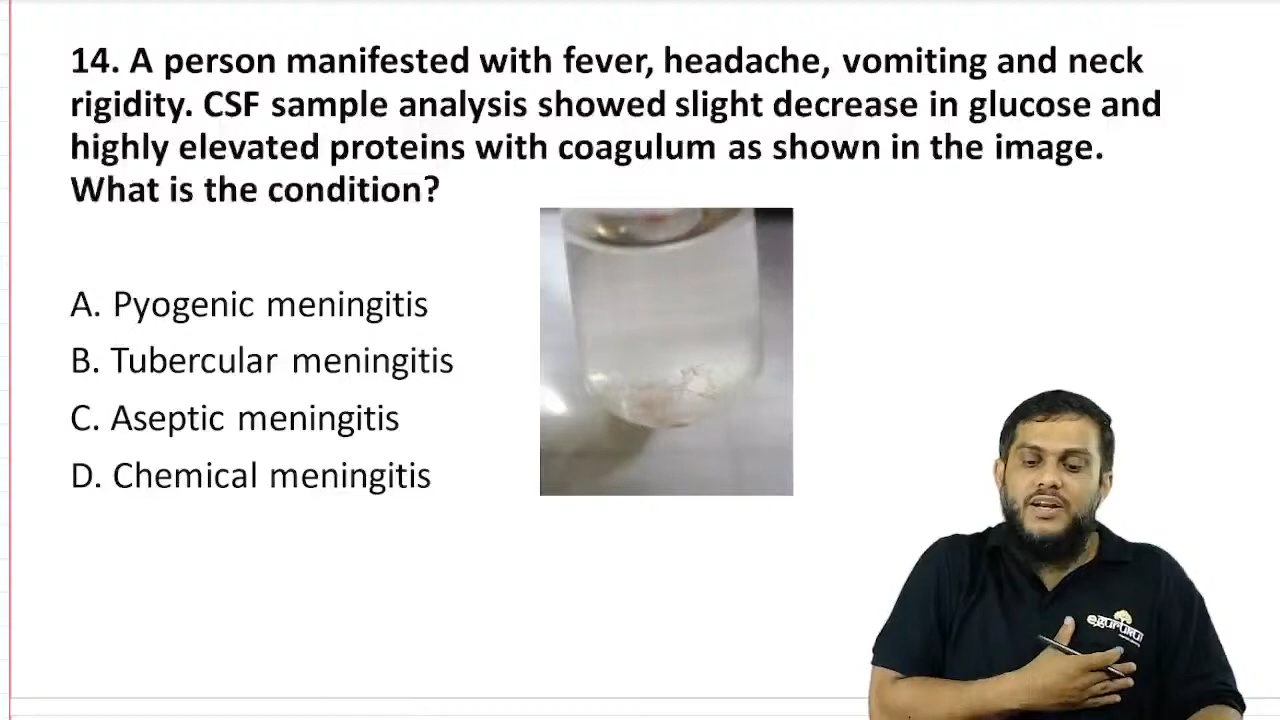 14. A person manifested with fever, headache, vomiting and neck
rigidity. CSF sample analysis showed slight decrease in glucose and
highly elevated proteins with coagulum as shown in the image.
What is the condition?
A. Pyogenic meningitis
B. Tubercular meningitis
C. Aseptic meningitis
D. Chemical meningitis
egurukul